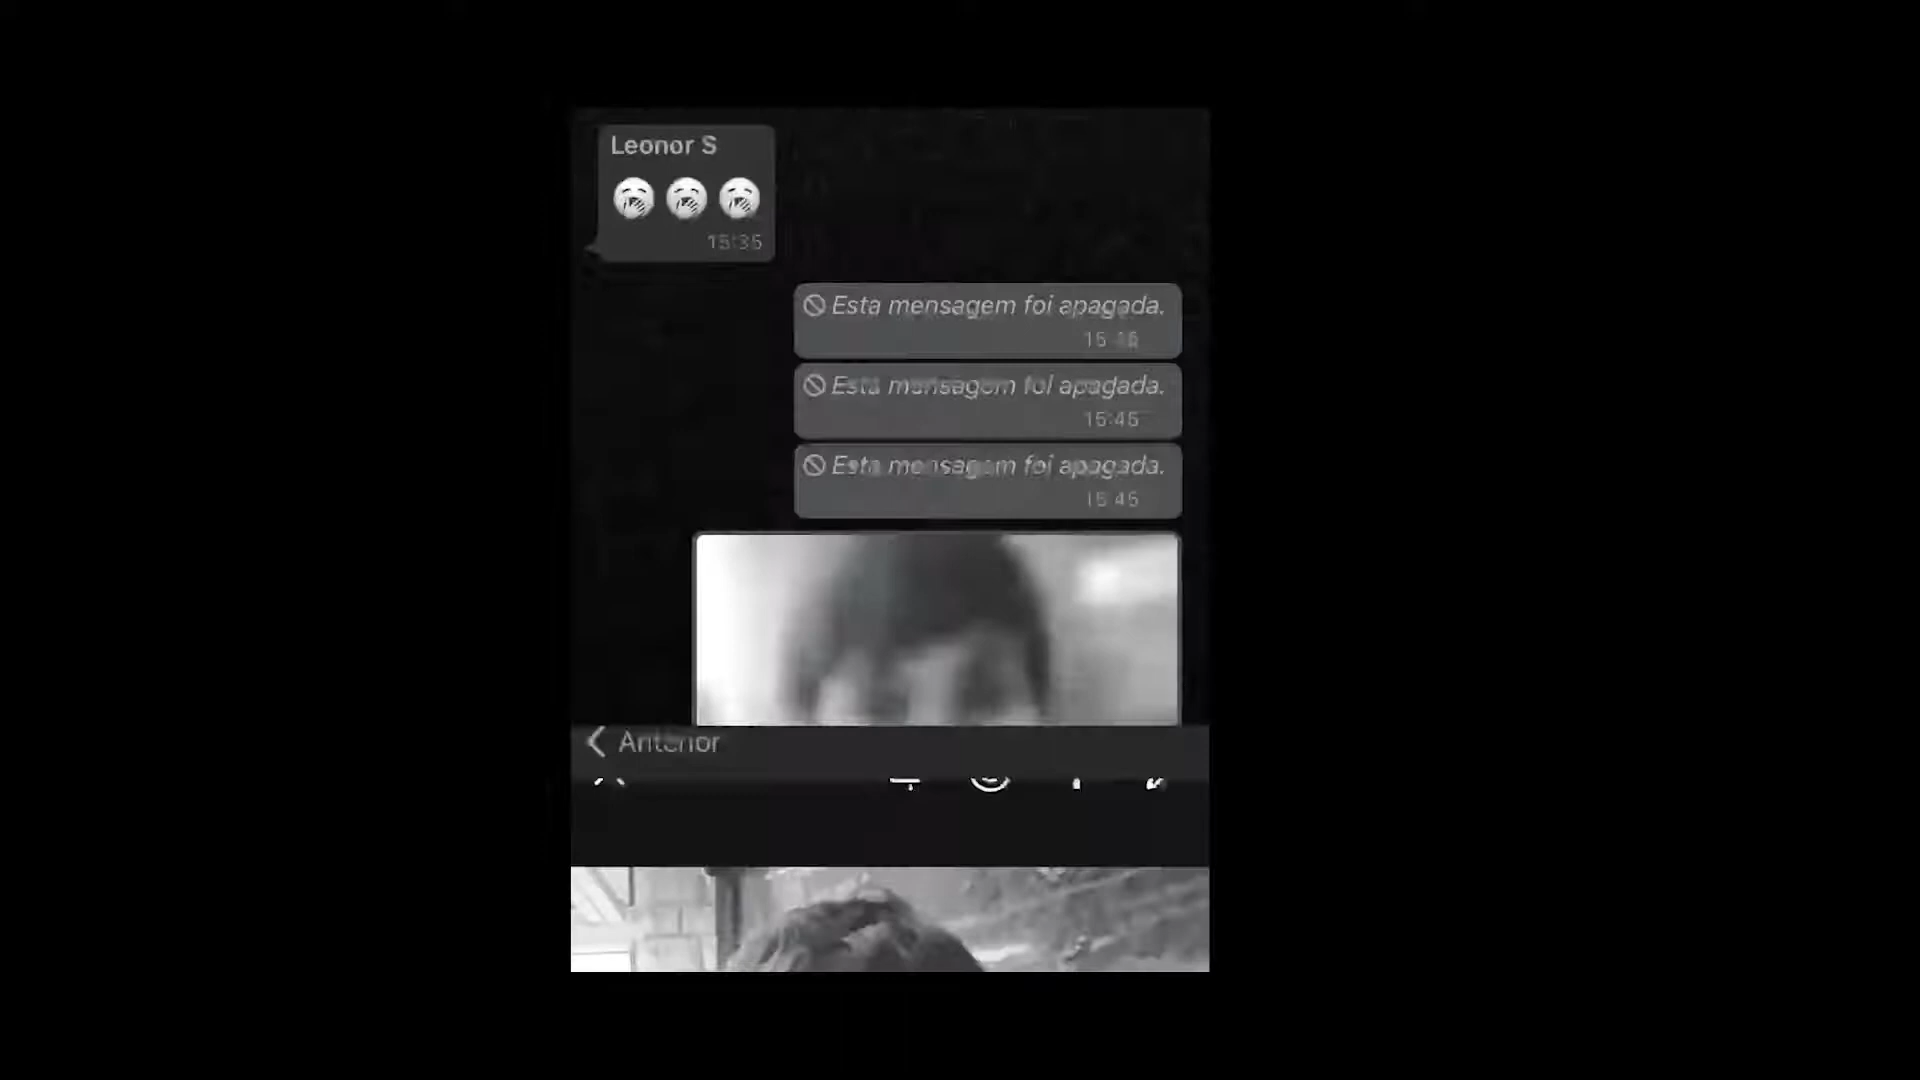 Leonor S
15:35
Esta mensagem foi apagada.
Esta mensagem foi apagada.
15:45
Esta mensagem foi apagada.
15:45
Anterior